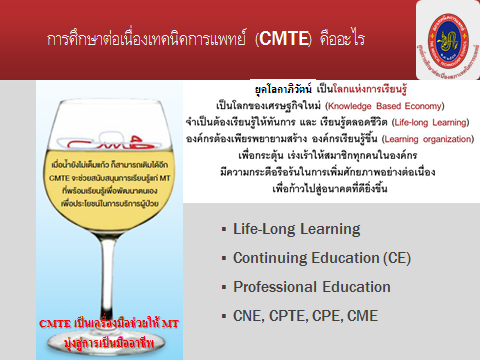 การศึกษาต่อเนื่องเทคนิคการแพทย์ (CMTE) คืออะไร
ยุคโลกาภิวัตน์ เป็นโลกแห่งการเรียนรู้
เป็นโลกของเศรษฐกิจใหม่ (Knowledge Based Economy)
จำเป็นต้องเรียนรู้ให้ทันการ และ เรียนรู้ตลอดชีวิต (Life-long Learning)
องค์กรต้องเพียรพยายามสร้าง องค์กรเรียนรู้ขึ้น (Learning organization)
เพื่อกระตุ้น เร่งเร้าให้สมาชิกทุกคนในองค์กร
มีความกระตือรือร้นในการเพิ่มศักยภาพอย่างต่อเนื่อง
เพื่อก้าวไปสู่อนาคตที่ดียิ่งขึ้น
เมื่อน้ำยังไม่เต็มแก้ว ก็สามารถเติมได้อีก
CMTE จะช่วยสนับสนุนการเรียนรู้แก่ MT
ที่พร้อมเรียนรู้เพื่อพัฒนาตนเอง
เพื่อประโยชน์ในการบริการผู้ป่วย
CMTE เป็นเครื่องมือช่วยให้ MT
มุ่งสู่การเป็นมืออาชีพ
▪ Life-Long Learning
▪ Continuing Education (CE)
▪ Professional Education
▪ CNE, CPTE, CPE, CME